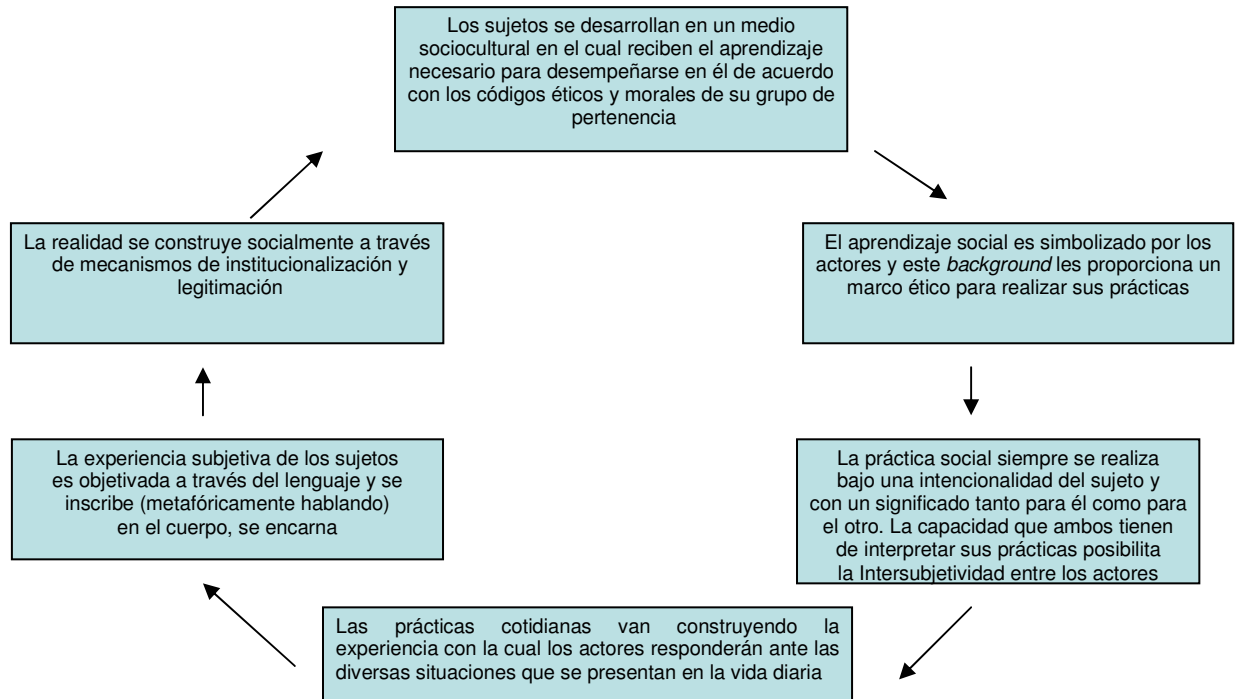 Los sujetos se desarrollan en un medio
sociocultural en el cual reciben el aprendizaje
necesario para desempeñarse en él de acuerdo
con los códigos éticos y morales de su grupo de
pertenencia
El aprendizaje social es simbolizado por los
actores y este background les proporciona un
marco ético para realizar sus prácticas
La práctica social siempre se realiza
bajo una intencionalidad del sujeto y
con un significado tanto para él como para
el otro. La capacidad que ambos tienen
de interpretar sus prácticas posibilita
la Intersubjetividad entre los actores
Las prácticas cotidianas van construyendo la
experiencia con la cual los actores responderán ante las
diversas situaciones que se presentan en la vida diaria
La experiencia subjetiva de los sujetos
es objetivada a través del lenguaje y se
inscribe (metafóricamente hablando)
en el cuerpo, se encarna
La realidad se construye socialmente a través
de mecanismos de institucionalización y
legitimación